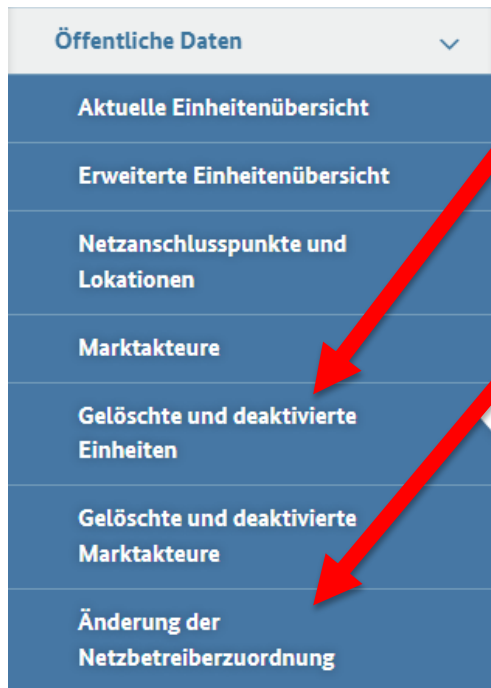 Öffentliche Daten
Aktuelle Einheitenübersicht
Erweiterte Einheitenübersicht
Netzanschlusspunkte und
Lokationen
Marktakteure
Gelöschte und deaktivierte
Einheiten
Gelöschte und deaktivierte
Marktakteure
Änderung der
Netzbetreiberzuordnung